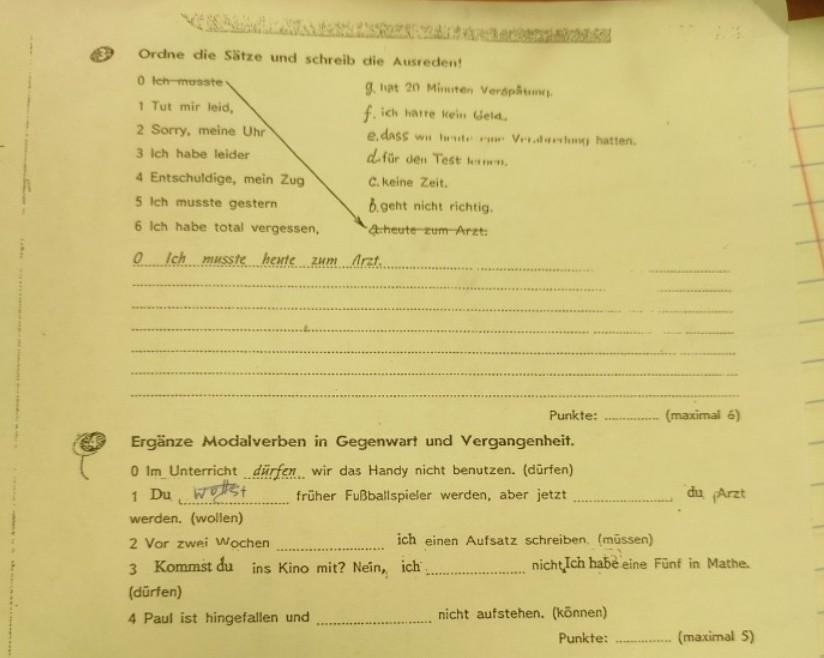 3 Ordne die Sätze und schreib die Ausreden!
0 Ich musste g. hat 20 Minuten Verspätung.
1 Tut mir leid, f. ich hatte kein Geld.
2 Sorry, meine Uhr e. dass wir heute eine hatten.
3 Ich habe leider d. für den Test lernen.
4 Entschuldige, mein Zug c. keine Zeit.
5 Ich musste gestern b. geht nicht richtig.
6 Ich habe total vergessen, a. heute zum Arzt.
0 Ich musste heute zum Arzt.
Punkte: (maximal 6)
Ergänze Modalverben in Gegenwart und Vergangenheit.
0 Im Unterricht dürfen wir das Handy nicht benutzen. (dürfen)
1 Du früher Fußballspieler werden, aber jetzt du Arzt
werden. (wollen)
2 Vor zwei Wochen ich einen Aufsatz schreiben. (müssen)
3 Kommst du ins Kino mit? Nein, ich nicht. Ich habe eine Fünf in Mathe.
(dürfen)
4 Paul ist hingefallen und nicht aufstehen. (können)
Punkte: (maximal 5)